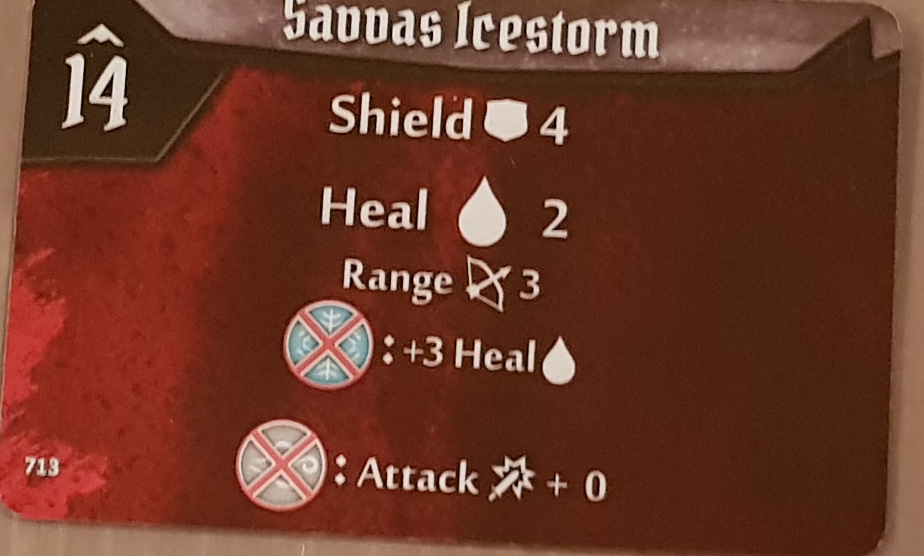 Savvas Icestorm
14
Shield 4
Heal 2
Range 3
: +3 Heal
: Attack + 0
713